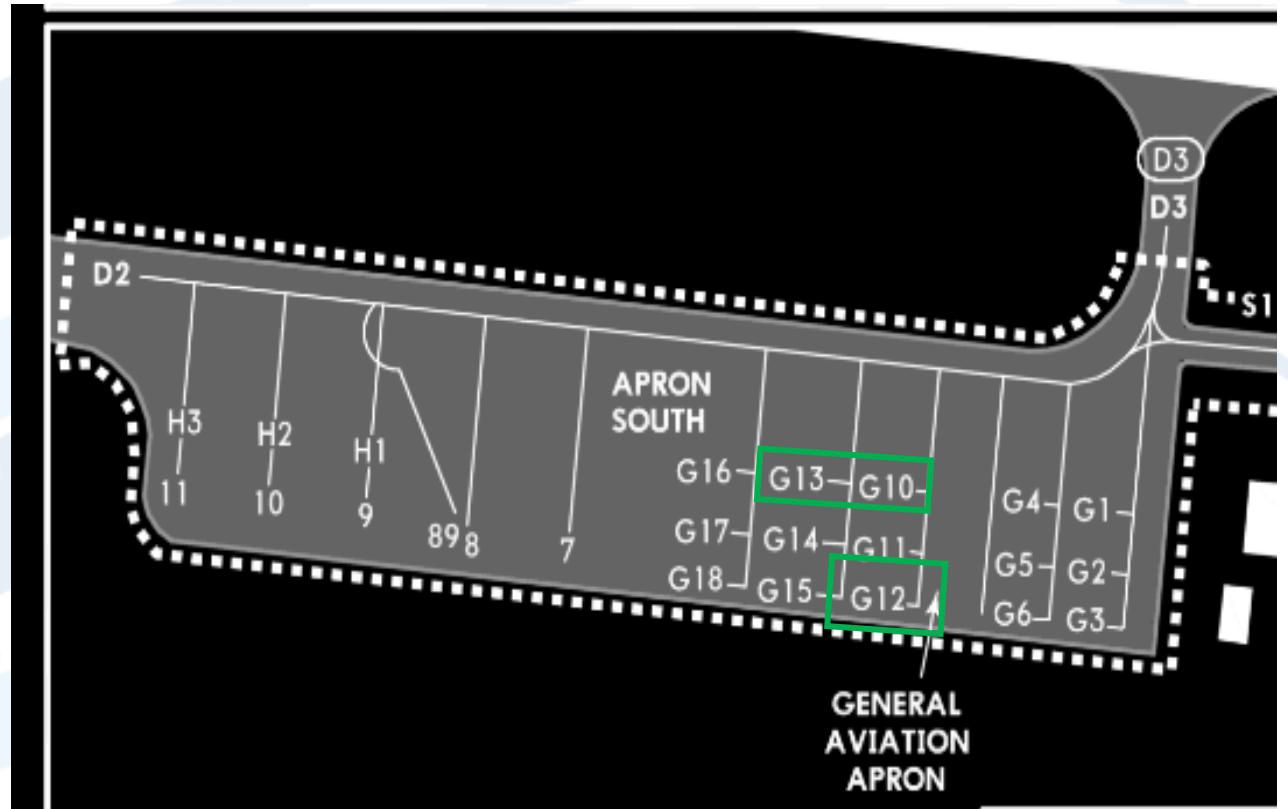 D3
D3
S1
D2
APRON
SOUTH
H3
H2
H1
11
10
9
89
8
7
G16
G13
G10
G4
G1
G17
G14
G11
G5
G2
G18
G15
G12
G6
G3
GENERAL
AVIATION
APRON